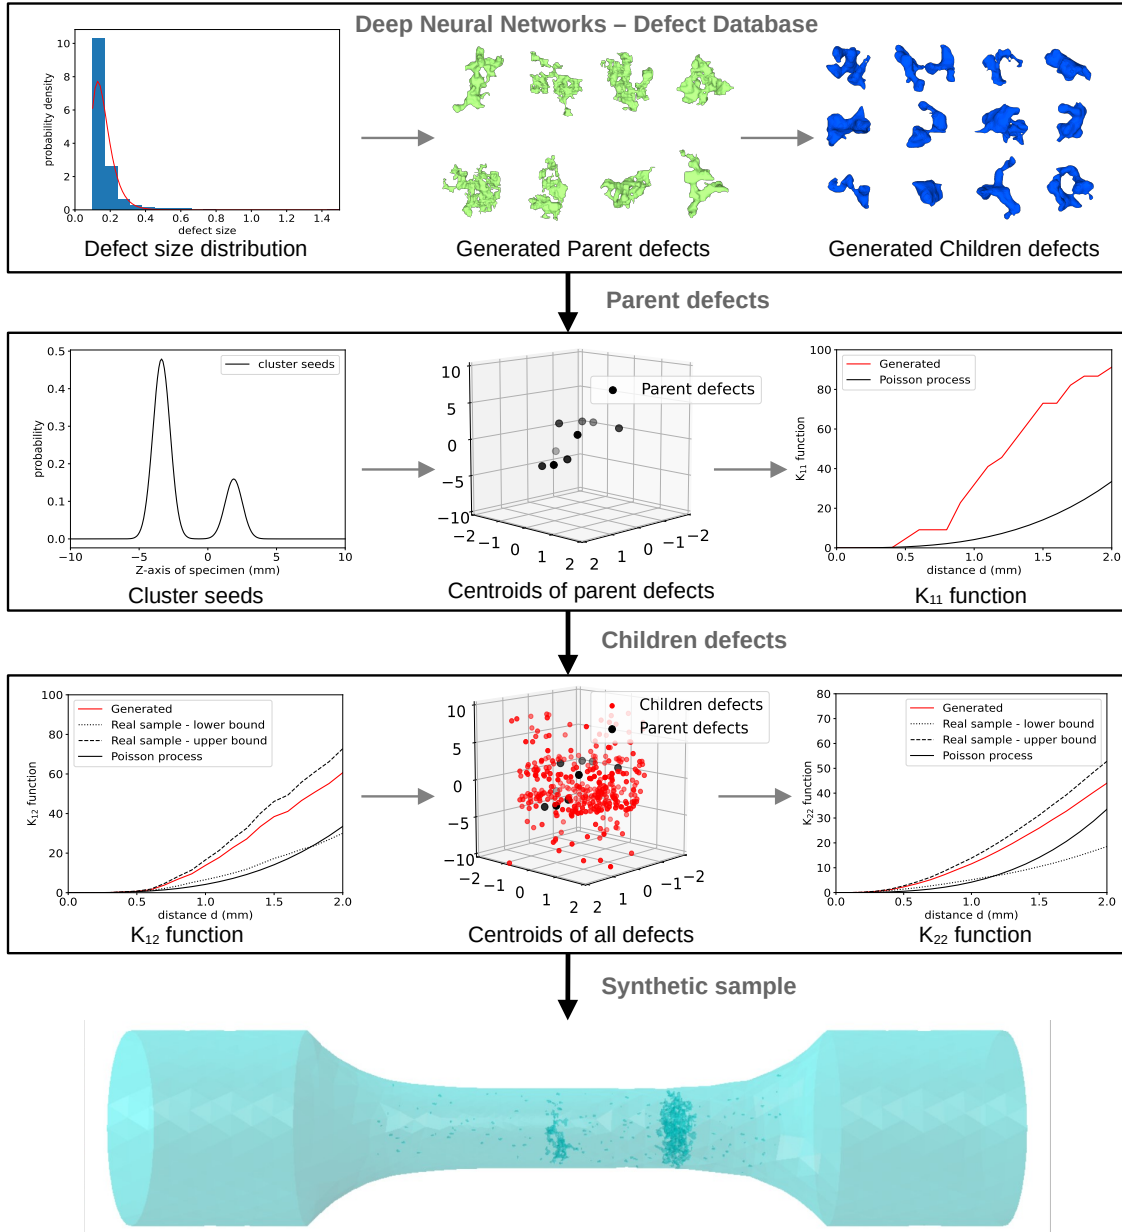 Deep Neural Networks – Defect Database
probability density
10
8
6
4
2
0
0.0 0.2 0.4 0.6 0.8 1.0 1.2 1.4
defect size
Defect size distribution
Generated Parent defects
Generated Children defects
Parent defects
0.5
0.4
0.3
0.2
0.1
0.0
probability
cluster seeds
−10 −5 0 5 10
Z-axis of specimen (mm)
Cluster seeds
10
5
0
−5
−10
Parent defects
−2 −1 0 1 2
2 1 0 −1 −2
Centroids of parent defects
100
80
60
40
20
0
K11 function
Generated
Poisson process
0.0 0.5 1.0 1.5 2.0
distance d (mm)
K11 function
Children defects
100
80
60
40
20
0
K12 function
Generated
Real sample - lower bound
Real sample - upper bound
Poisson process
0.0 0.5 1.0 1.5 2.0
distance d (mm)
K12 function
10
5
0
−5
−10
Children defects
Parent defects
−2 −1 0 1 2
2 1 0 −1 −2
Centroids of all defects
80
70
60
50
40
30
20
10
0
K22 function
Generated
Real sample - lower bound
Real sample - upper bound
Poisson process
0.0 0.5 1.0 1.5 2.0
distance d (mm)
K22 function
Synthetic sample